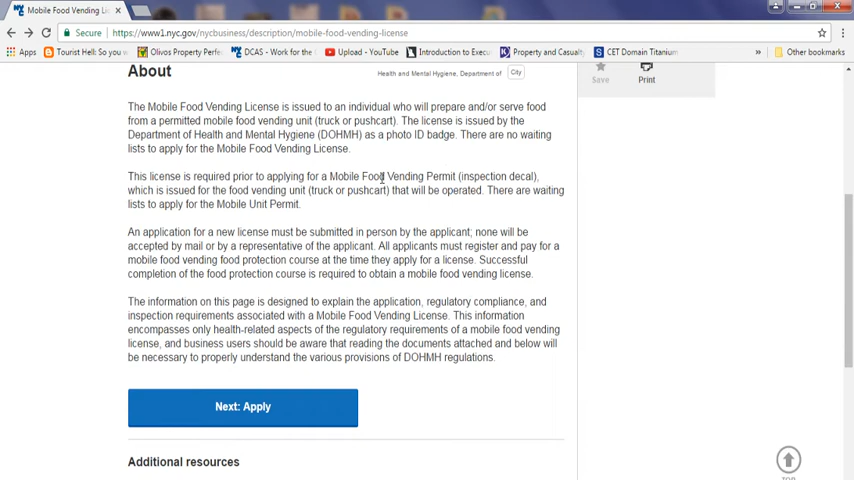 Mobile Food Vending Lic
Secure
https://www1.nyc.gov/nycbusiness/description/mobile-food-vending-license
Apps
Tourist Hell: So you w
Olivos Property Perfe
DCAS - Work for the I
Upload - YouTube
Introduction to Execu
Property and Casualty
CET Domain Titanium
»
Other bookmarks
About
Health and Mental Hygiene, Department of
City
Save
Print
The Mobile Food Vending License is issued to an individual who will prepare and/or serve food
from a permitted mobile food vending unit (truck or pushcart). The license is issued by the
Department of Health and Mental Hygiene (DOHMH) as a photo ID badge. There are no waiting
lists to apply for the Mobile Food Vending License.
This license is required prior to applying for a Mobile Food Vending Permit (inspection decal),
which is issued for the food vending unit (truck or pushcart) that will be operated. There are waiting
lists to apply for the Mobile Unit Permit.
An application for a new license must be submitted in person by the applicant; none will be
accepted by mail or by a representative of the applicant. All applicants must register and pay for a
mobile food vending food protection course at the time they apply for a license. Successful
completion of the food protection course is required to obtain a mobile food vending license.
The information on this page is designed to explain the application, regulatory compliance, and
inspection requirements associated with a Mobile Food Vending License. This information
encompasses only health-related aspects of the regulatory requirements of a mobile food vending
license, and business users should be aware that reading the documents attached and below will
be necessary to properly understand the various provisions of DOHMH regulations.
Next: Apply
Additional resources
TOP